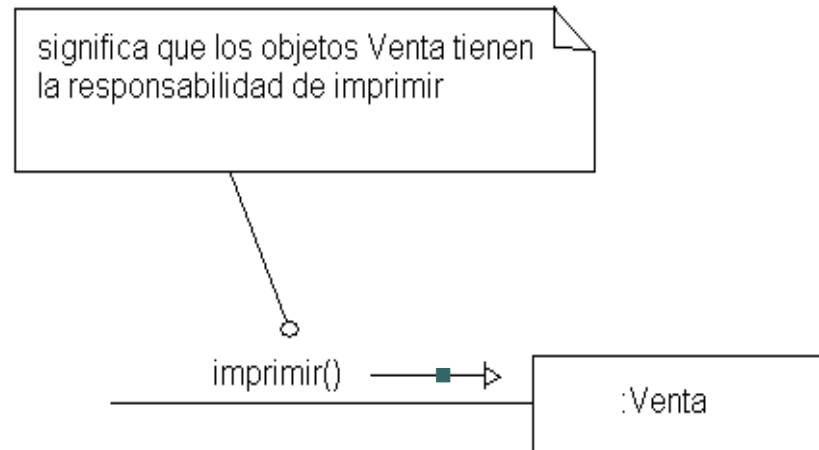 significa que los objetos Venta tienen
la responsabilidad de imprimir
imprimir()
:Venta